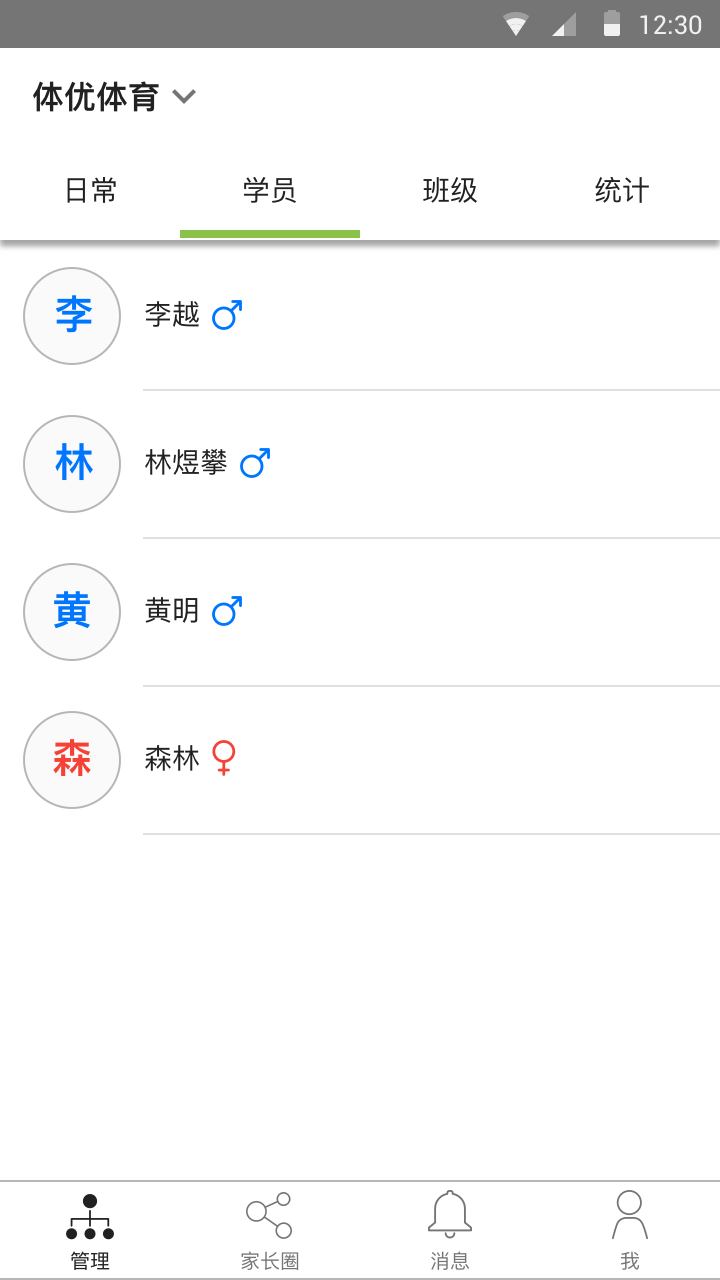 12:30
体优体育
日常 学员 班级 统计
李 李越
林 林煜攀
黄 黄明
森 森林
管理 家长圈 消息 我